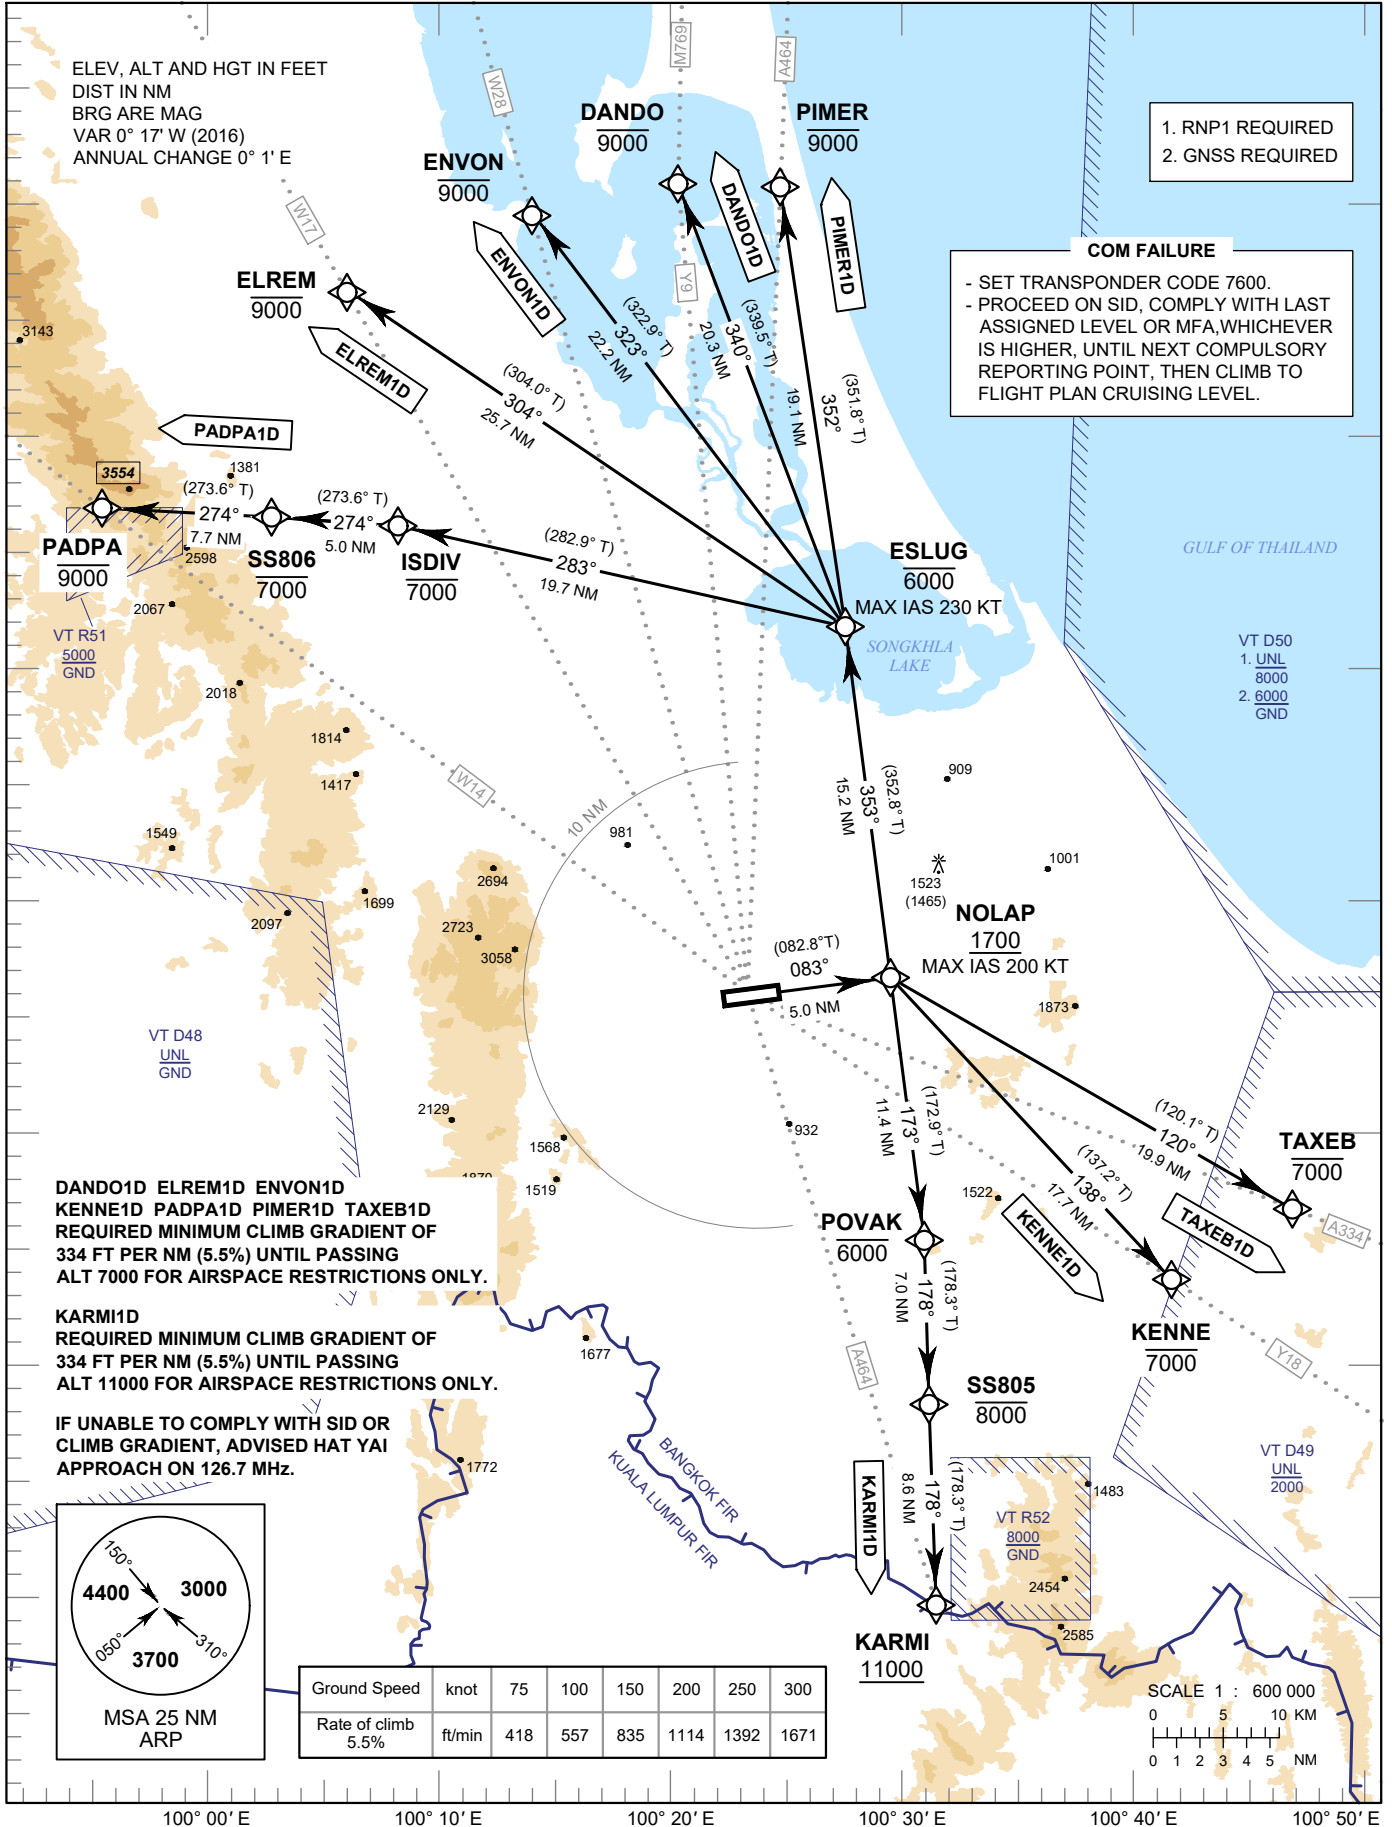 ELEV, ALT AND HGT IN FEET
DIST IN NM
BRG ARE MAG
VAR 0° 17' W (2016)
ANNUAL CHANGE 0° 1' E
W28
M769
A464
DANDO
9000
PIMER
9000
ENVON
9000
1. RNP1 REQUIRED
2. GNSS REQUIRED
W17
ELREM
9000
ENVON1D
DANDO1D
PIMER1D
Y9
COM FAILURE
- SET TRANSPONDER CODE 7600.
- PROCEED ON SID, COMPLY WITH LAST
ASSIGNED LEVEL OR MFA,WHICHEVER
IS HIGHER, UNTIL NEXT COMPULSORY
REPORTING POINT, THEN CLIMB TO
FLIGHT PLAN CRUISING LEVEL.
3143
ELREM1D
(304.0° T)
304°
25.7 NM
(322.9° T)
323°
22.2 NM
(339.5° T)
340°
20.3 NM
(351.8° T)
352°
19.1 NM
PADPA1D
3554
1381
(273.6° T)
274°
7.7 NM
(273.6° T)
274°
5.0 NM
(282.9° T)
283°
19.7 NM
PADPA
9000
2598
SS806
7000
ISDIV
7000
ESLUG
6000
MAX IAS 230 KT
GULF OF THAILAND
2067
VT R51
5000
GND
SONGKHLA
LAKE
VT D50
1. UNL
8000
2. 6000
GND
2018
1814
1417
W14
10 NM
981
(352.8° T)
353°
15.2 NM
909
1549
2694
1523
(1465)
1001
1699
2097
2723
3058
NOLAP
1700
MAX IAS 200 KT
(082.8°T)
083°
5.0 NM
1873
VT D48
UNL
GND
2129
1568
1519
932
(172.9° T)
173°
11.4 NM
(120.1° T)
120°
19.9 NM
(137.2° T)
138°
17.7 NM
TAXEB
7000
1522
KENNE1D
TAXEB1D
A334
DANDO1D ELREM1D ENVON1D
KENNE1D PADPA1D PIMER1D TAXEB1D
REQUIRED MINIMUM CLIMB GRADIENT OF
334 FT PER NM (5.5%) UNTIL PASSING
ALT 7000 FOR AIRSPACE RESTRICTIONS ONLY.
POVAK
6000
(178.3° T)
178°
7.0 NM
KENNE
7000
Y18
KARMI1D
REQUIRED MINIMUM CLIMB GRADIENT OF
334 FT PER NM (5.5%) UNTIL PASSING
ALT 11000 FOR AIRSPACE RESTRICTIONS ONLY.
1677
A464
SS805
8000
IF UNABLE TO COMPLY WITH SID OR
CLIMB GRADIENT, ADVISED HAT YAI
APPROACH ON 126.7 MHz.
1772
BANGKOK FIR
KUALA LUMPUR FIR
KARMI1D
(178.3° T)
178°
8.6 NM
VT D49
UNL
2000
1483
VT R52
8000
GND
2454
2585
KARMI
11000
150°
4400
3000
050°
310°
3700
MSA 25 NM
ARP
Ground Speed knot 75 100 150 200 250 300
Rate of climb
5.5% ft/min 418 557 835 1114 1392 1671
SCALE 1 : 600 000
0 5 10 KM
0 1 2 3 4 5 NM
100° 00' E 100° 10' E 100° 20' E 100° 30' E 100° 40' E 100° 50' E